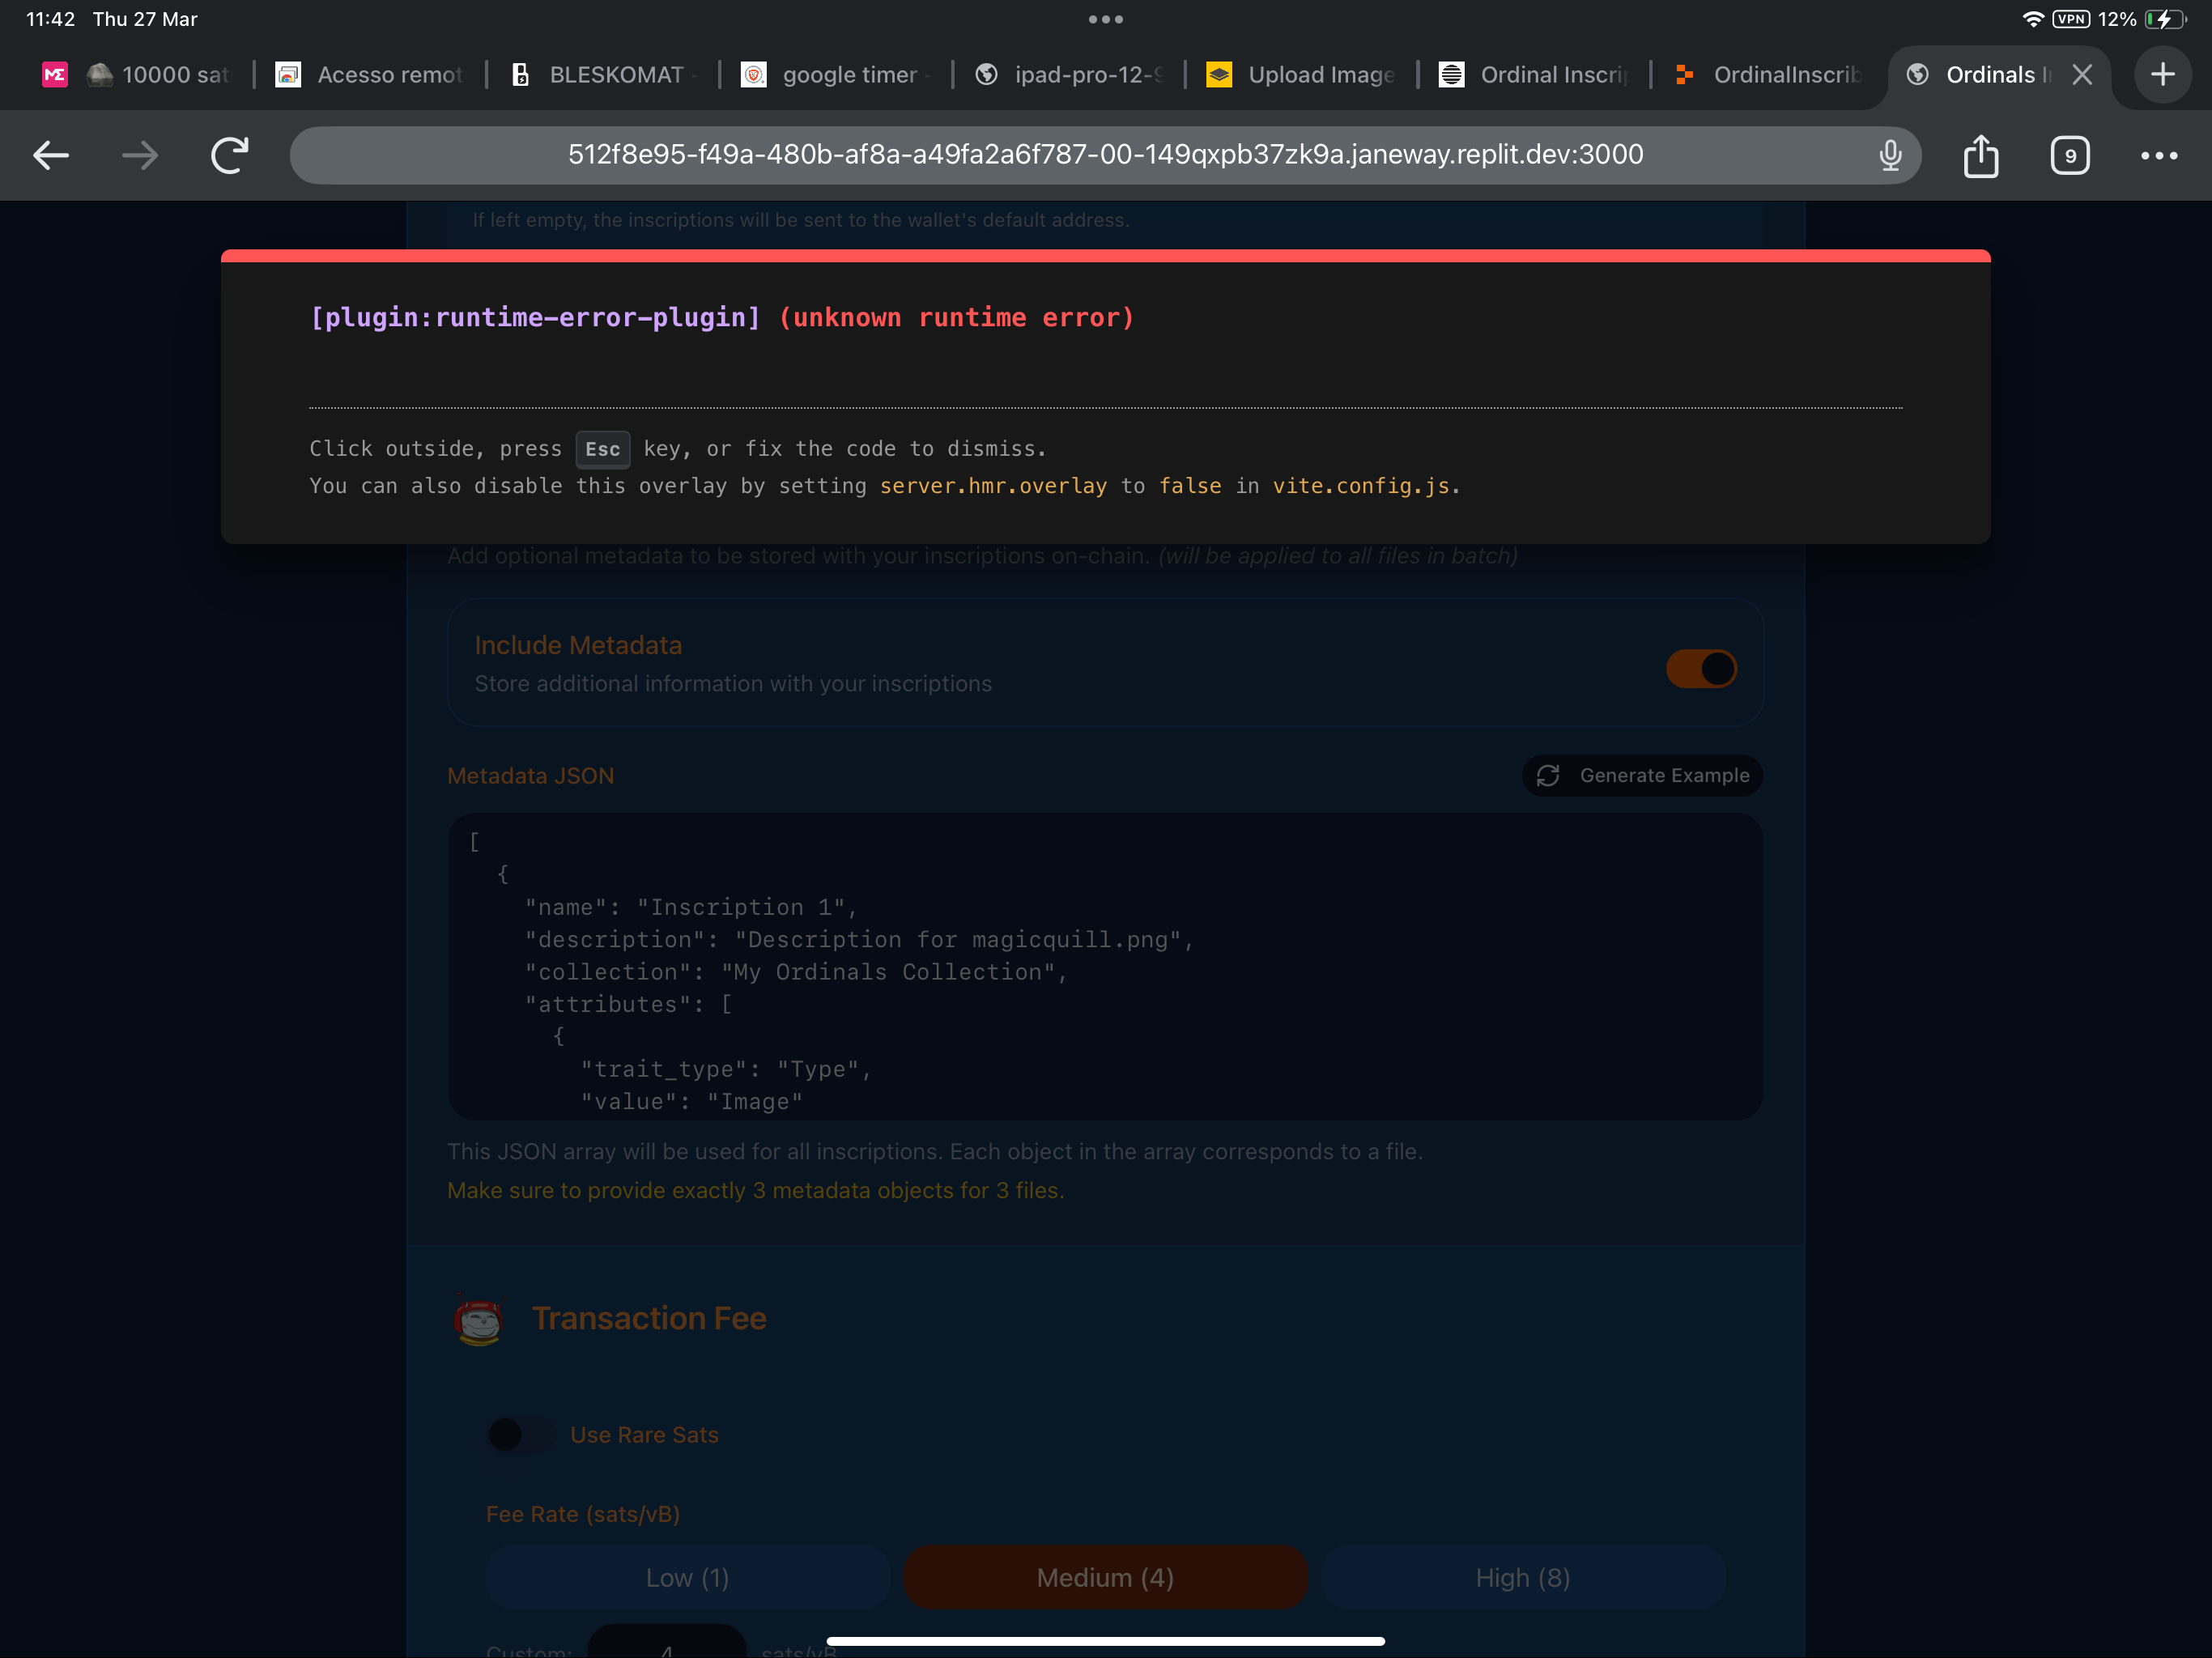 11:42 Thu 27 Mar
VPN 12%
10000 sat
Acesso remot
BLESKOMAT -
google timer -
ipad-pro-12-9
Upload Image
Ordinal Inscrip
OrdinalInscrib
Ordinals In
512f8e95-f49a-480b-af8a-a49fa2a6f787-00-149qxpb37zk9a.janeway.replit.dev:3000
9
If left empty, the inscriptions will be sent to the wallet's default address.
[plugin:runtime-error-plugin] (unknown runtime error)
Click outside, press Esc key, or fix the code to dismiss.
You can also disable this overlay by setting server.hmr.overlay to false in vite.config.js.
Add optional metadata to be stored with your inscriptions on-chain. (will be applied to all files in batch)
Include Metadata
Store additional information with your inscriptions
Metadata JSON
Generate Example
[
{
"name": "Inscription 1",
"description": "Description for magicquill.png",
"collection": "My Ordinals Collection",
"attributes": [
{
"trait_type": "Type",
"value": "Image"
This JSON array will be used for all inscriptions. Each object in the array corresponds to a file.
Make sure to provide exactly 3 metadata objects for 3 files.
Transaction Fee
Use Rare Sats
Fee Rate (sats/vB)
Low (1)
Medium (4)
High (8)
Custom: 4 sats/vB